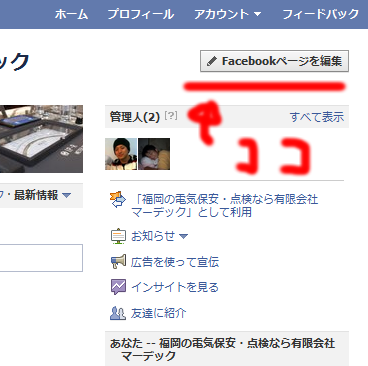 ホーム プロフィール アカウント フィードバック
ック
Facebookページを編集
管理人(2) [?] すべて表示
ココ
「福岡の電気保安・点検なら有限会社
マーデック」として利用
・最新情報
お知らせ
広告を使って宣伝
インサイトを見る
友達に紹介
あなた -- 福岡の電気保安・点検なら有限会社
マーデック